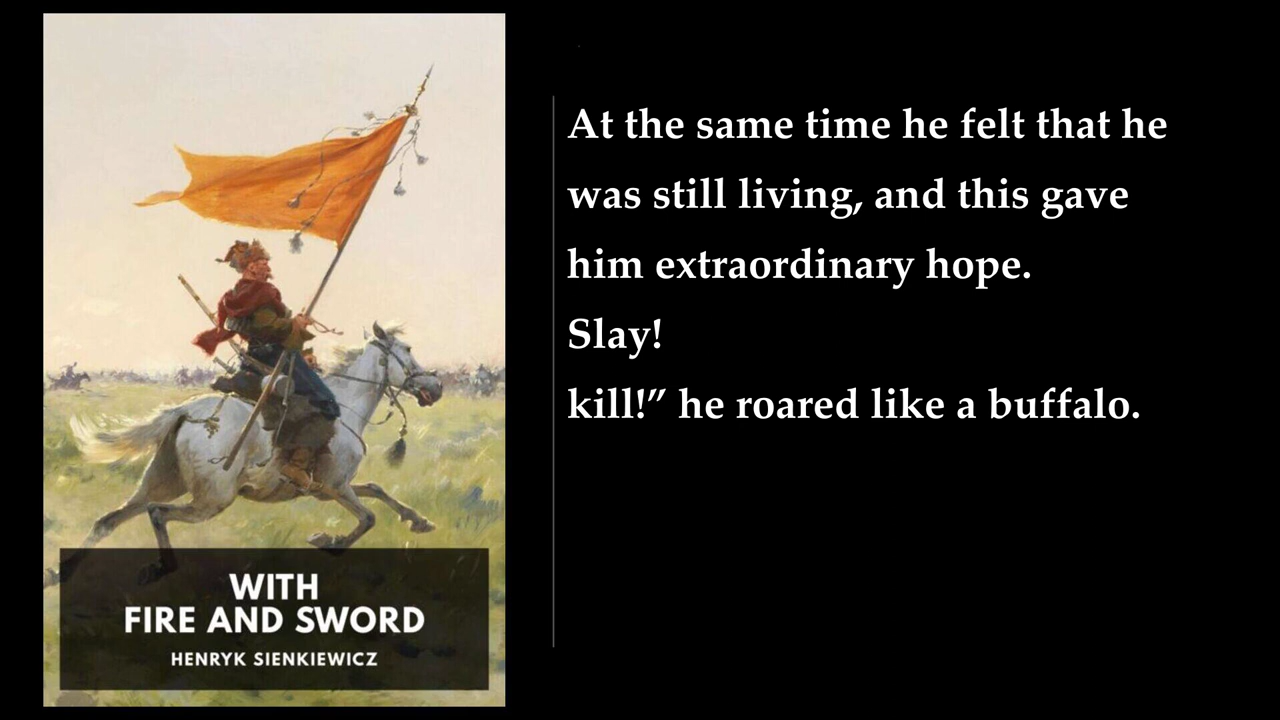 At the same time he felt that he
was still living, and this gave
him extraordinary hope.
Slay!
kill!” he roared like a buffalo.
WITH
FIRE AND SWORD
HENRYK SIENKIEWICZ